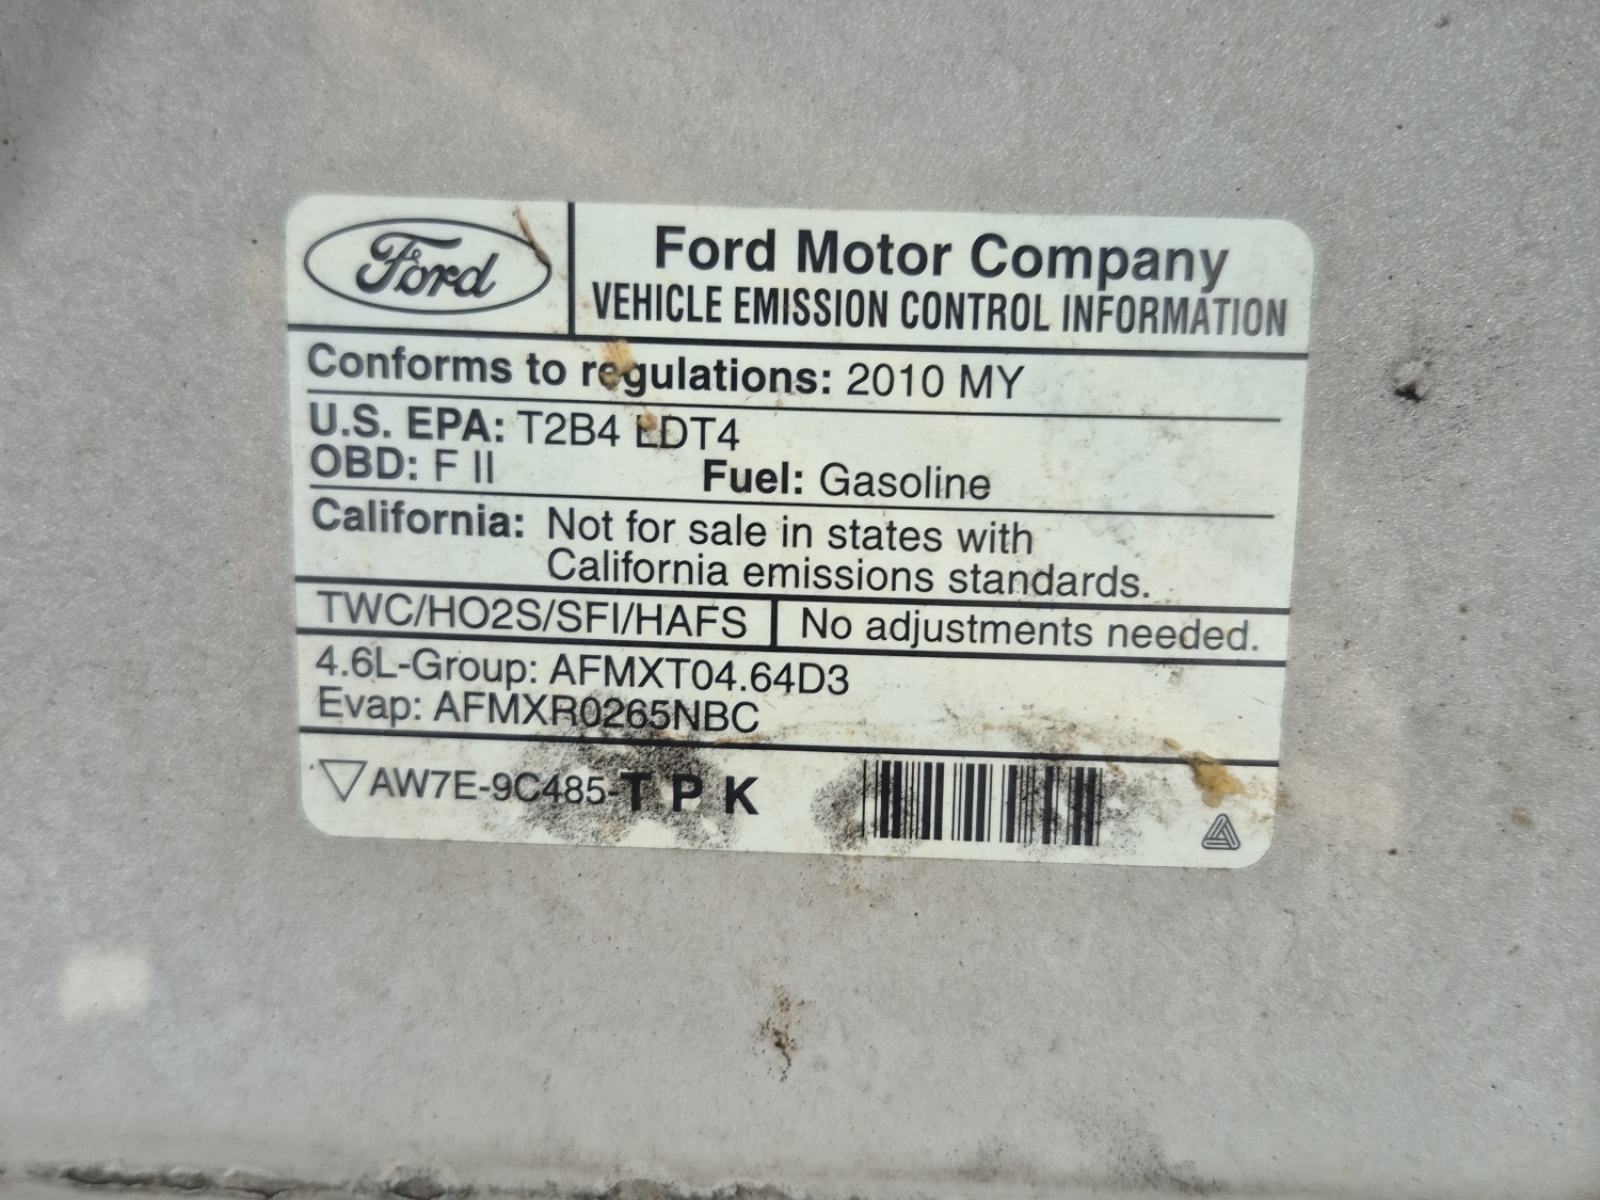 Ford
Ford Motor Company
VEHICLE EMISSION CONTROL INFORMATION
Conforms to regulations: 2010 MY
U.S. EPA: T2B4 LDT4
OBD: F II Fuel: Gasoline
California: Not for sale in states with
California emissions standards.
TWC/HO2S/SFI/HAFS No adjustments needed.
4.6L-Group: AFMXT04.64D3
Evap: AFMXR0265NBC
AW7E-9C485-TPK